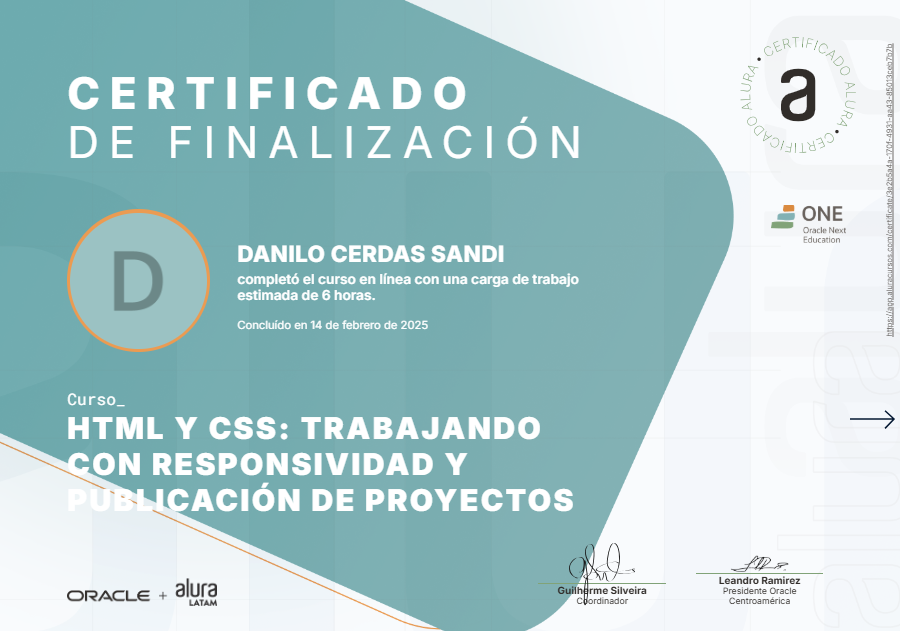 CERTIFICADO
DE FINALIZACIÓN
CERTIFICADO ALURA • CERTIFICADO ALURA •
a
ONE
Oracle Next
Education
D
DANILO CERDAS SANDI
completó el curso en línea con una carga de trabajo
estimada de 6 horas.
Concluído en 14 de febrero de 2025
Curso_
HTML Y CSS: TRABAJANDO
CON RESPONSIVIDAD Y
PUBLICACIÓN DE PROYECTOS
ORACLE + alura
LATAM
Guilherme Silveira
Coordinador
Leandro Ramirez
Presidente Oracle
Centroamérica